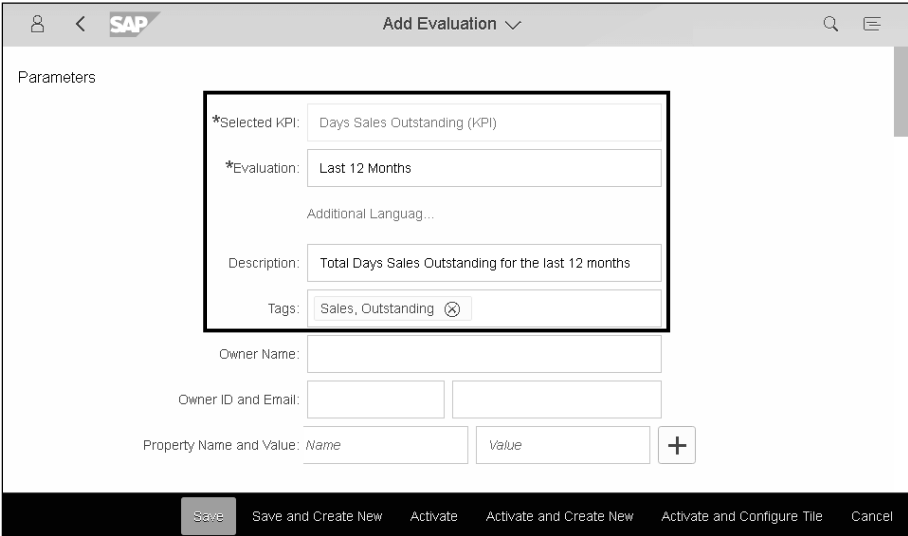 SAP Add Evaluation
Parameters
*Selected KPI: Days Sales Outstanding (KPI)
*Evaluation: Last 12 Months
Additional Languag...
Description: Total Days Sales Outstanding for the last 12 months
Tags: Sales, Outstanding
Owner Name:
Owner ID and Email:
Property Name and Value: Name Value
Save Save and Create New Activate Activate and Create New Activate and Configure Tile Cancel